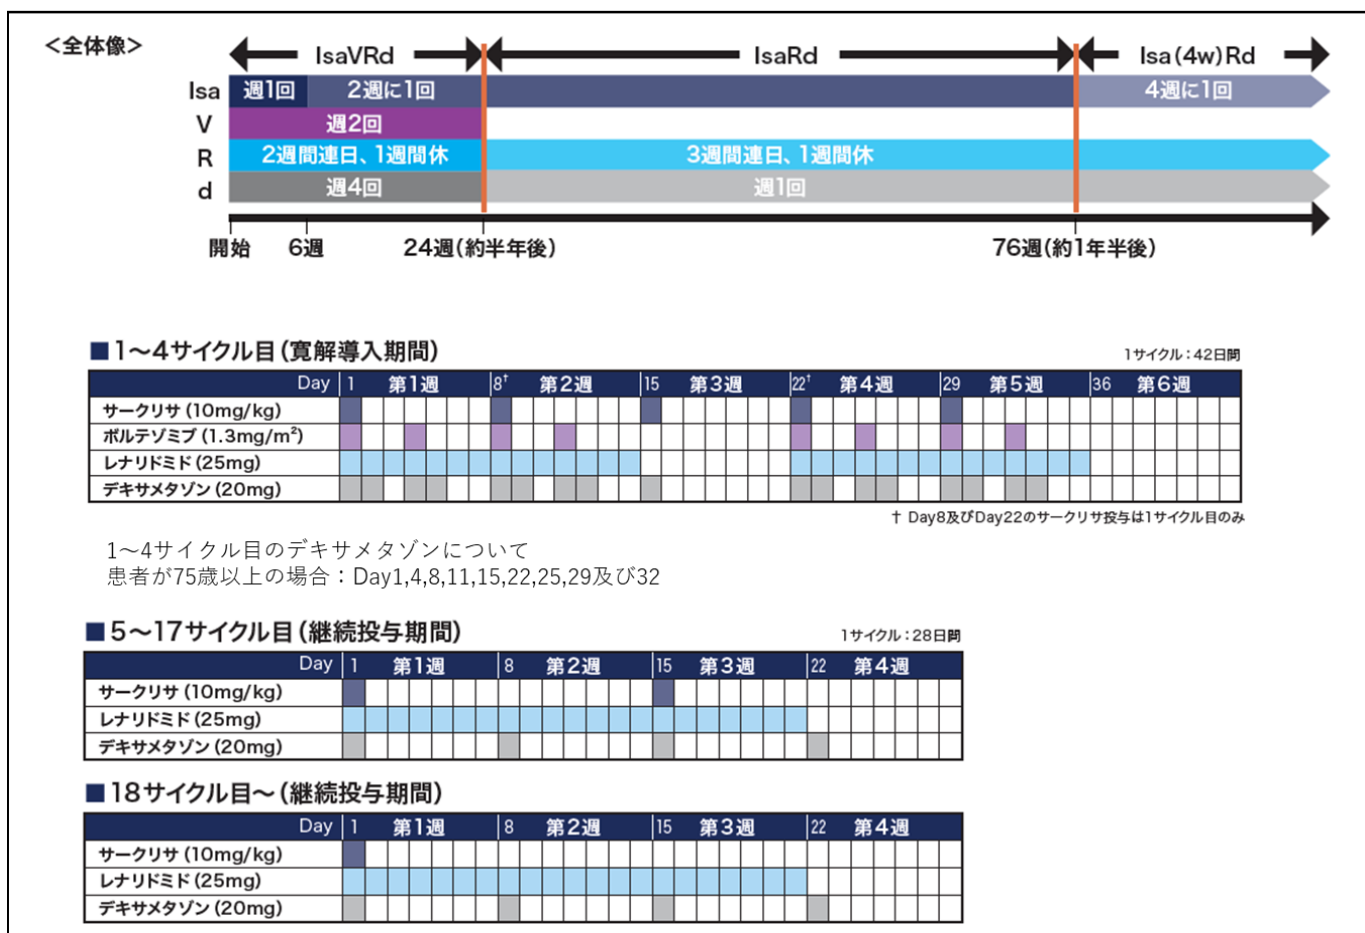 ＜全体像＞
IsaVRd IsaRd Isa(4w)Rd
Isa 週1回 2週に1回 4週に1回
V 週2回
R 2週間連日、1週間休 3週間連日、1週間休
d 週4回 週1回
開始 6週 24週(約半年後) 76週(約1年半後)
■1～4サイクル目(寛解導入期間)
1サイクル：42日間
Day 1 第1週 8† 第2週 15 第3週 22† 第4週 29 第5週 36 第6週
サークリサ(10mg/kg)
ボルテゾミブ(1.3mg/m²)
レナリドミド(25mg)
デキサメタゾン(20mg)
† Day8及びDay22のサークリサ投与は1サイクル目のみ
1～4サイクル目のデキサメタゾンについて
患者が75歳以上の場合：Day1,4,8,11,15,22,25,29及び32
■5～17サイクル目(継続投与期間)
1サイクル：28日間
Day 1 第1週 8 第2週 15 第3週 22 第4週
サークリサ(10mg/kg)
レナリドミド(25mg)
デキサメタゾン(20mg)
■18サイクル目～(継続投与期間)
Day 1 第1週 8 第2週 15 第3週 22 第4週
サークリサ(10mg/kg)
レナリドミド(25mg)
デキサメタゾン(20mg)